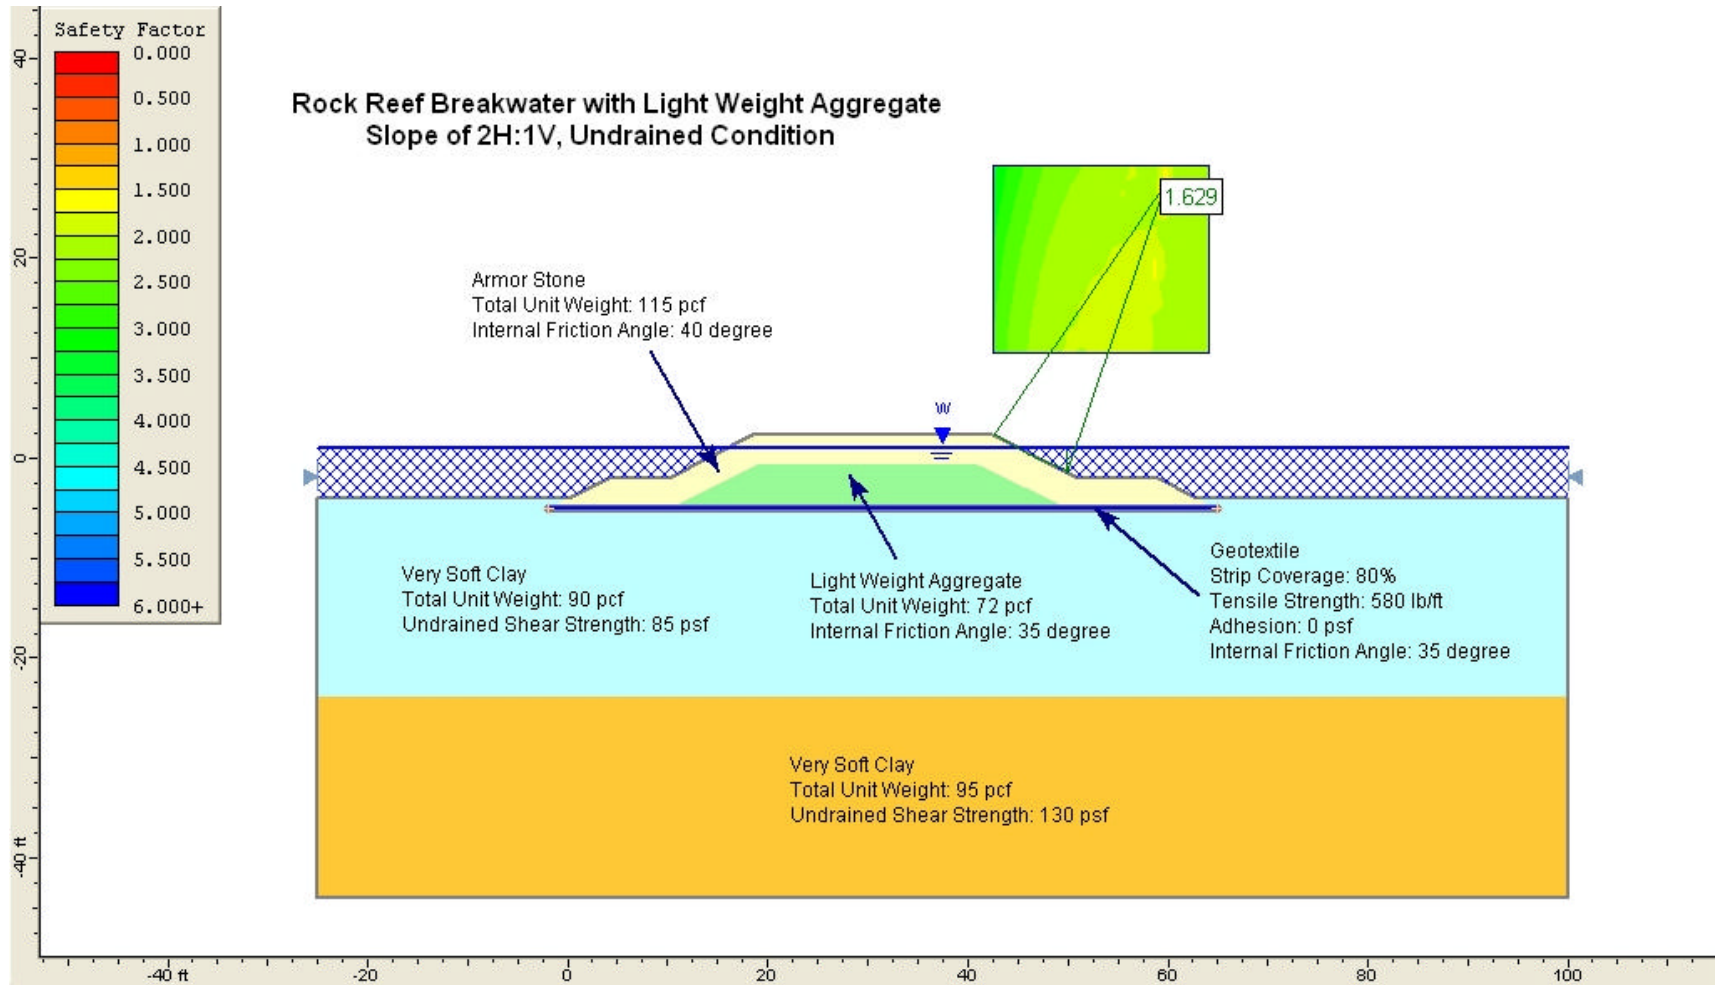 Safety Factor
0.000
0.500
1.000
1.500
2.000
2.500
3.000
3.500
4.000
4.500
5.000
5.500
6.000+
Rock Reef Breakwater with Light Weight Aggregate
Slope of 2H:1V, Undrained Condition
1.629
Armor Stone
Total Unit Weight: 115 pcf
Internal Friction Angle: 40 degree
W
Very Soft Clay
Total Unit Weight: 90 pcf
Undrained Shear Strength: 85 psf
Light Weight Aggregate
Total Unit Weight: 72 pcf
Internal Friction Angle: 35 degree
Geotextile
Strip Coverage: 80%
Tensile Strength: 580 lb/ft
Adhesion: 0 psf
Internal Friction Angle: 35 degree
Very Soft Clay
Total Unit Weight: 95 pcf
Undrained Shear Strength: 130 psf
40
20
0
-20
-40 ft
-40 ft
-20
0
20
40
60
80
100